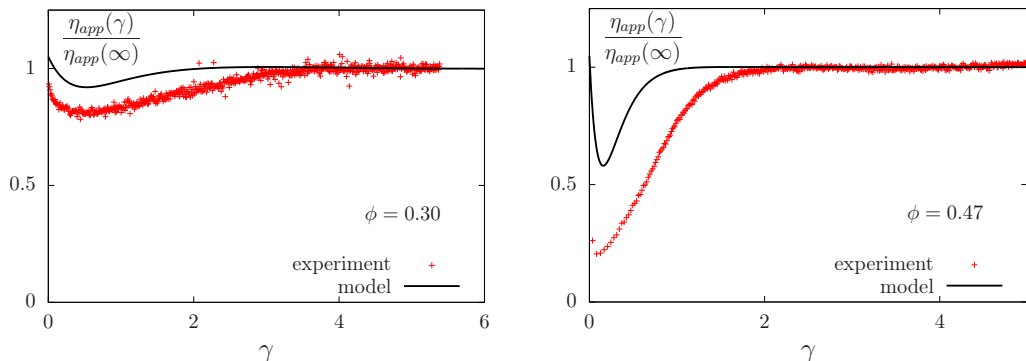 η_app(γ)
η_app(∞)
1
0.5
0
ϕ = 0.30
experiment
model
0 2 4 6
γ
η_app(γ)
η_app(∞)
1
0.5
0
ϕ = 0.47
experiment
model
0 2 4
γ